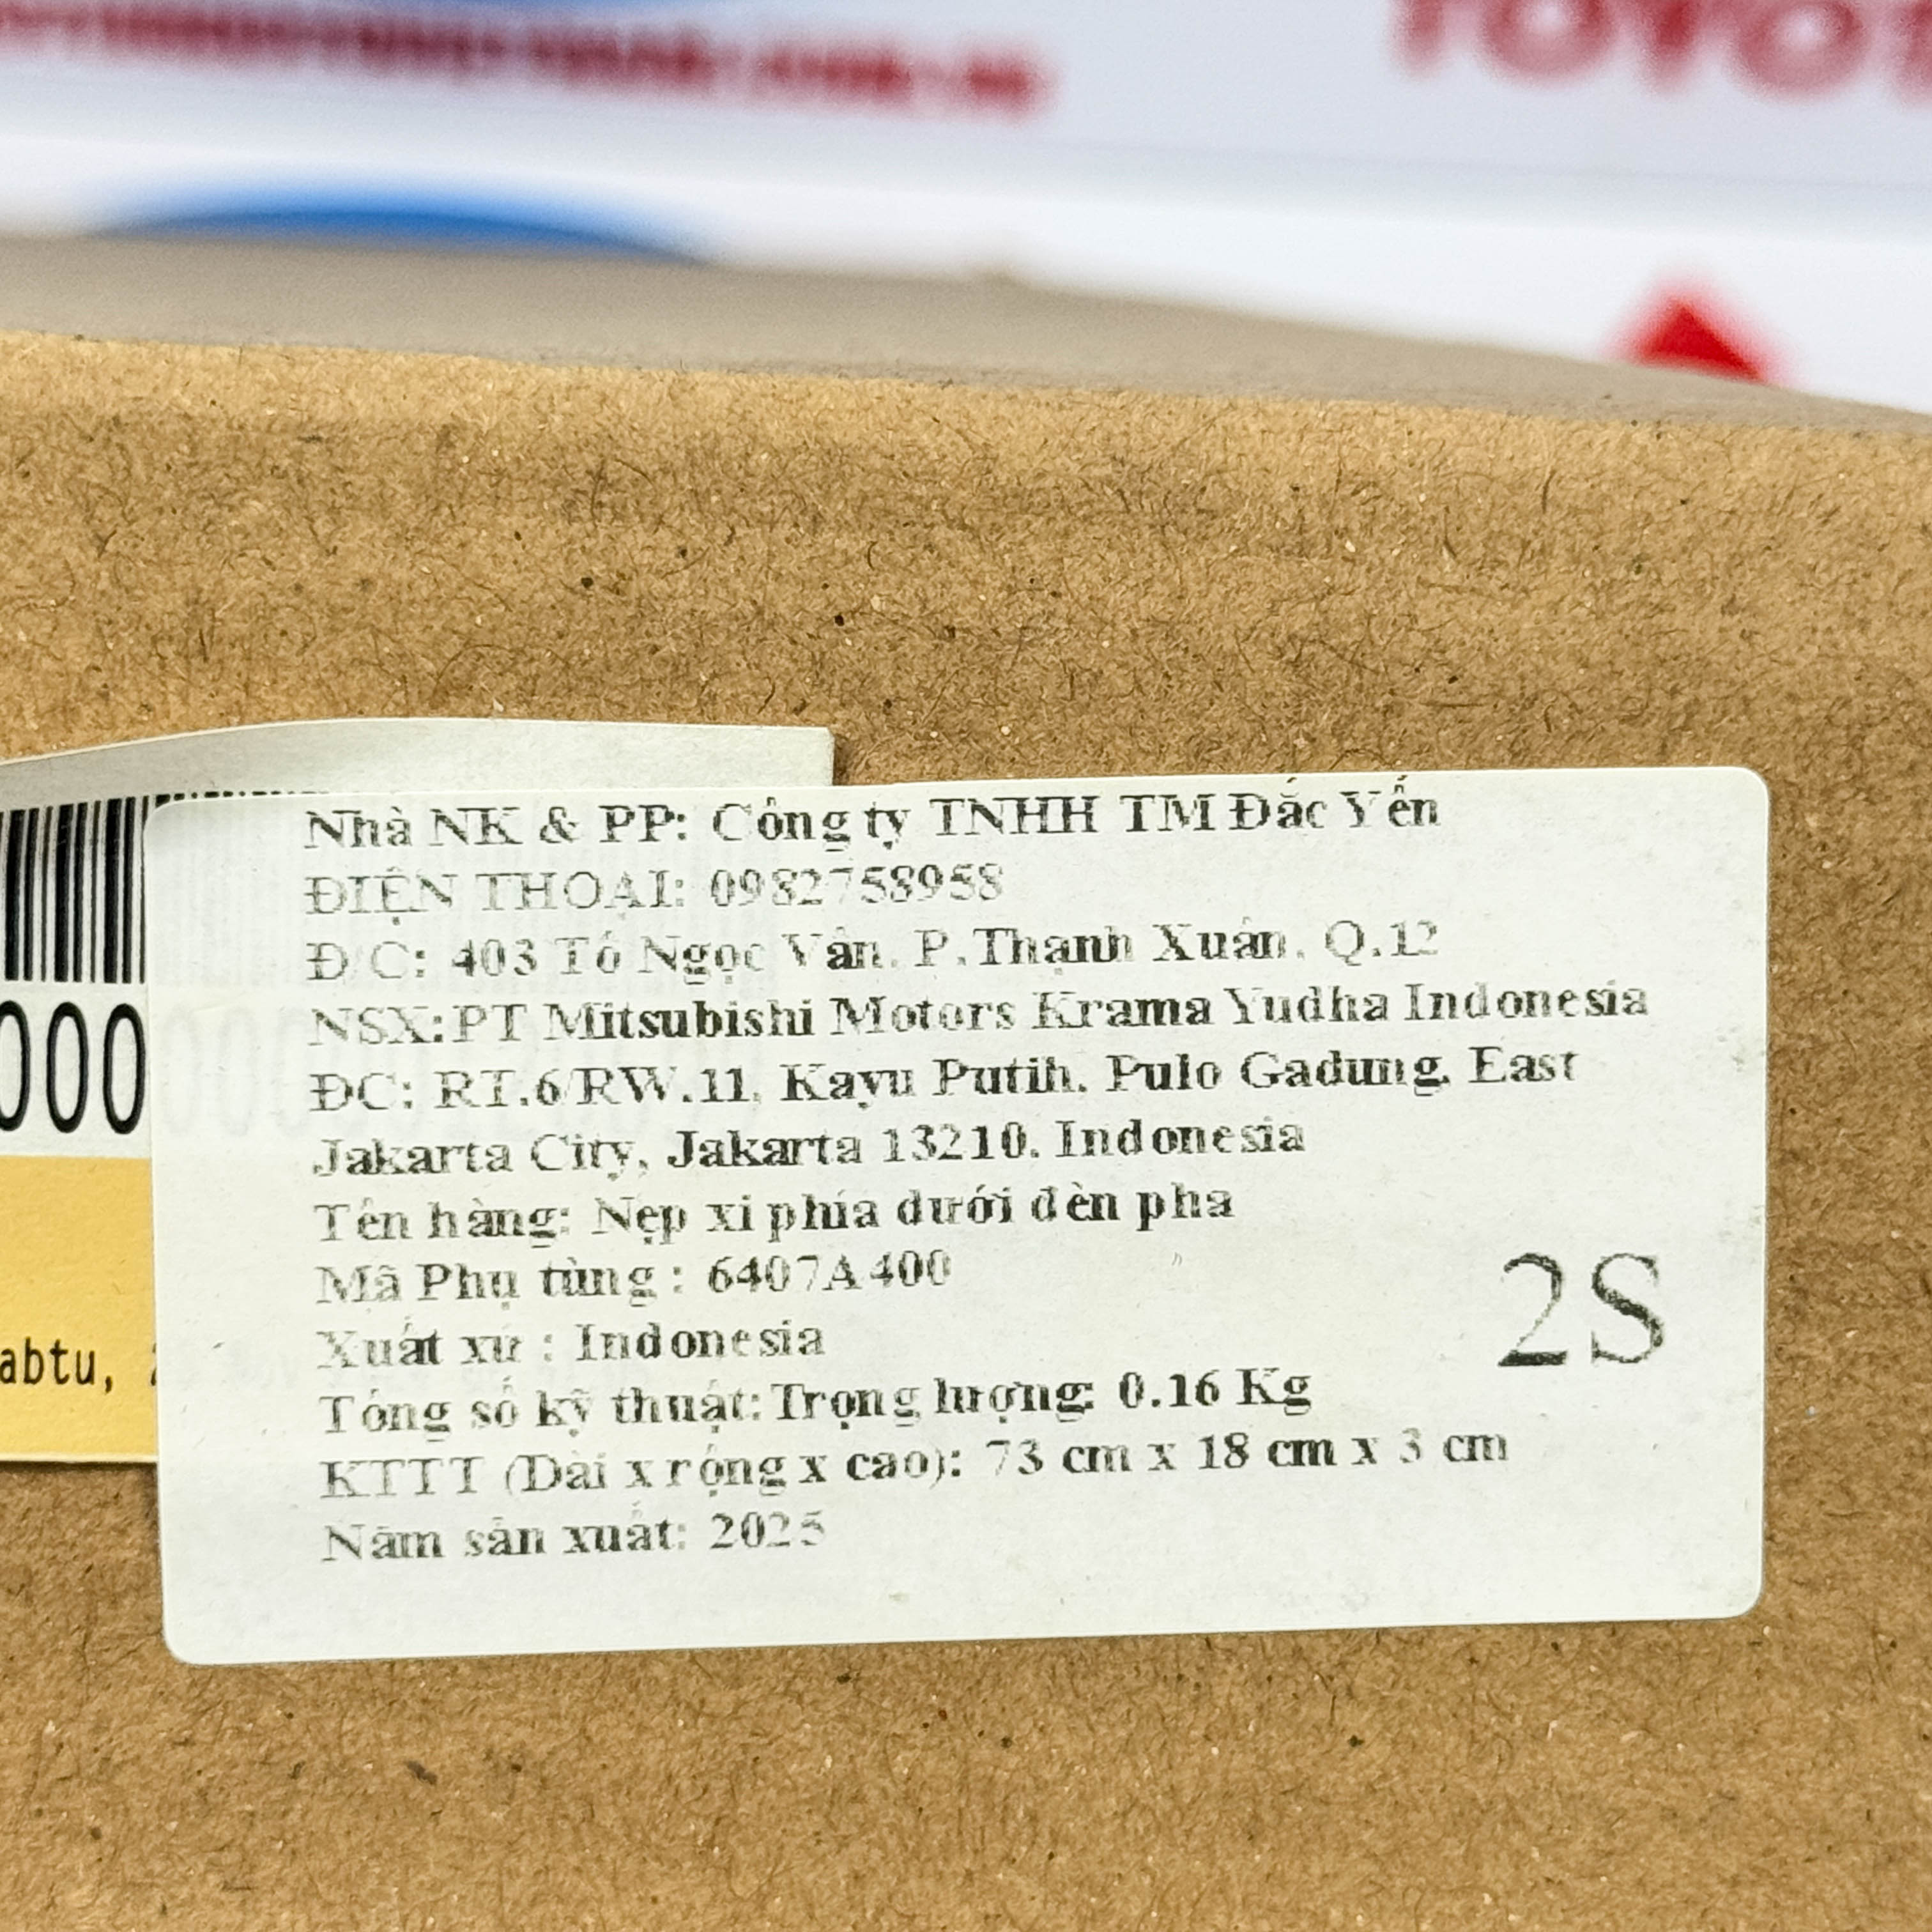 TOYO
Nhà NK & PP: Công ty TNHH TM Đắc Yến
ĐIỆN THOẠI: 0982758958
Đ/C: 403 Tô Ngọc Vân, P.Thạnh Xuân, Q.12
NSX:PT Mitsubishi Motors Krama Yudha Indonesia
ĐC: RT.6/RW.11, Kayu Putih, Pulo Gadung, East
Jakarta City, Jakarta 13210, Indonesia
Tên hàng: Nẹp xi phía dưới đèn pha
Mã Phụ tùng : 6407A400
Xuất xứ : Indonesia
2S
Tổng số kỹ thuật: Trọng lượng: 0.16 Kg
KTTT (Dài x rộng x cao): 73 cm x 18 cm x 3 cm
Năm sản xuất: 2025
000
abtu,